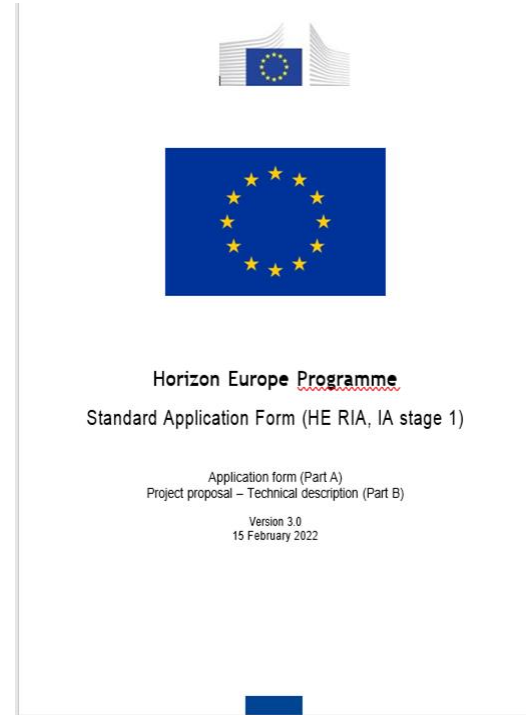 Horizon Europe Programme
Standard Application Form (HE RIA, IA stage 1)
Application form (Part A)
Project proposal – Technical description (Part B)
Version 3.0
15 February 2022